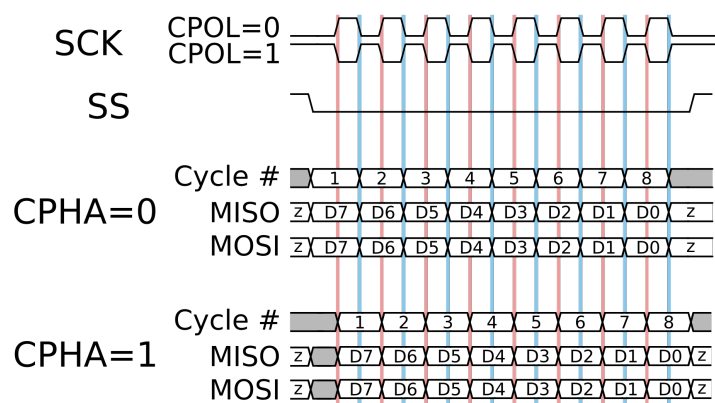 SCK CPOL=0
CPOL=1
SS
Cycle # 1 2 3 4 5 6 7 8
CPHA=0 MISO z D7 D6 D5 D4 D3 D2 D1 D0 z
MOSI z D7 D6 D5 D4 D3 D2 D1 D0 z
Cycle # 1 2 3 4 5 6 7 8
CPHA=1 MISO z D7 D6 D5 D4 D3 D2 D1 D0 z
MOSI z D7 D6 D5 D4 D3 D2 D1 D0 z